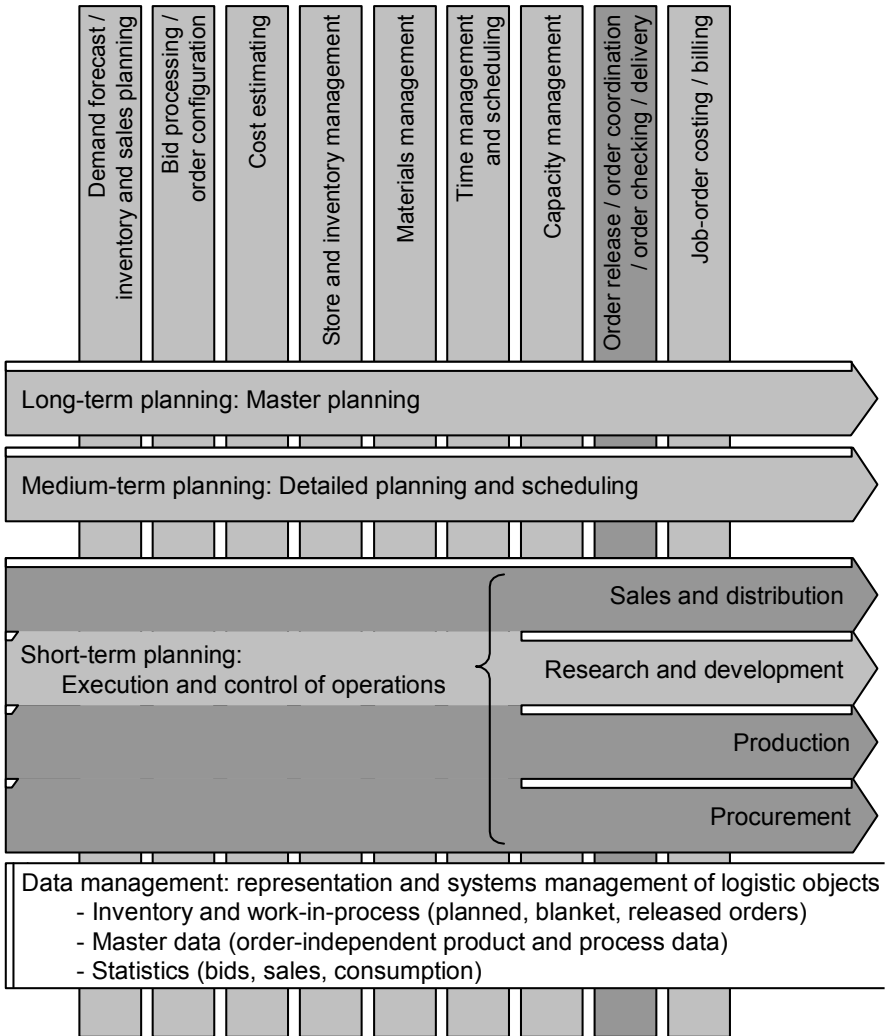 Demand forecast /
inventory and sales planning
Bid processing /
order configuration
Cost estimating
Store and inventory management
Materials management
Time management
and scheduling
Capacity management
Order release / order coordination
/ order checking / delivery
Job-order costing / billing
Long-term planning: Master planning
Medium-term planning: Detailed planning and scheduling
Sales and distribution
Short-term planning:
Execution and control of operations
Research and development
Production
Procurement
Data management: representation and systems management of logistic objects
- Inventory and work-in-process (planned, blanket, released orders)
- Master data (order-independent product and process data)
- Statistics (bids, sales, consumption)